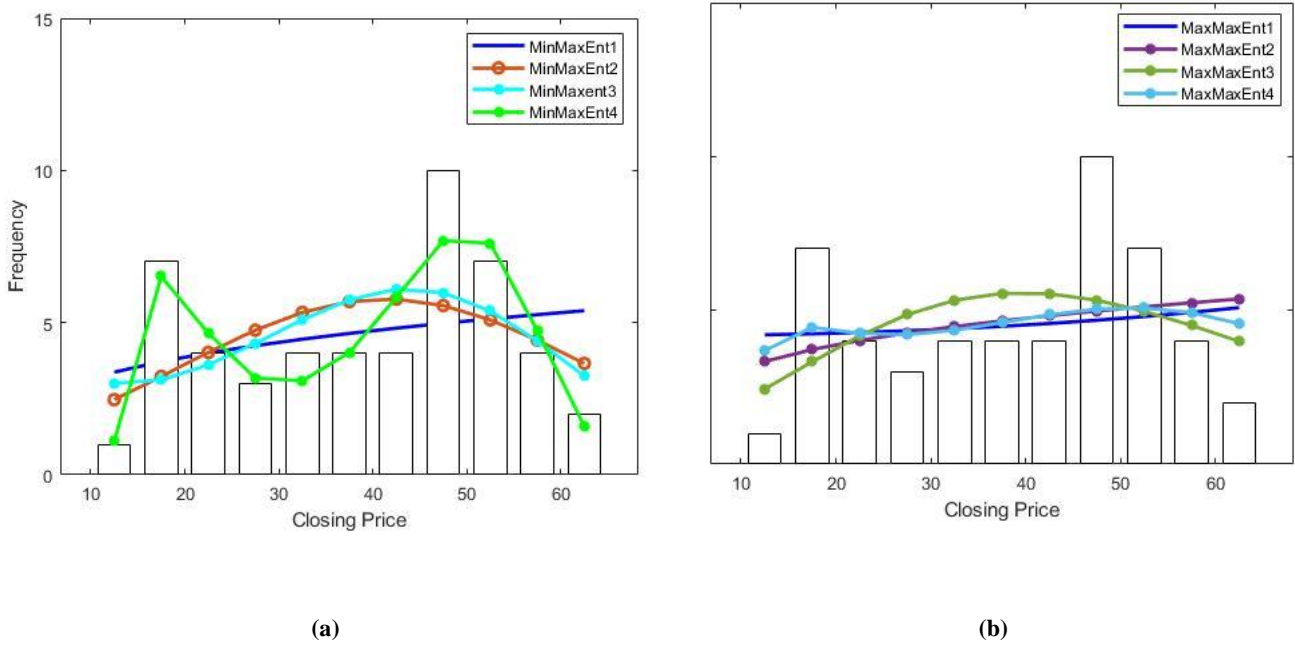 15
10
5
0
Frequency
MinMaxEnt1
MinMaxEnt2
MinMaxent3
MinMaxEnt4
10 20 30 40 50 60
Closing Price
(a)
MaxMaxEnt1
MaxMaxEnt2
MaxMaxEnt3
MaxMaxEnt4
10 20 30 40 50 60
Closing Price
(b)